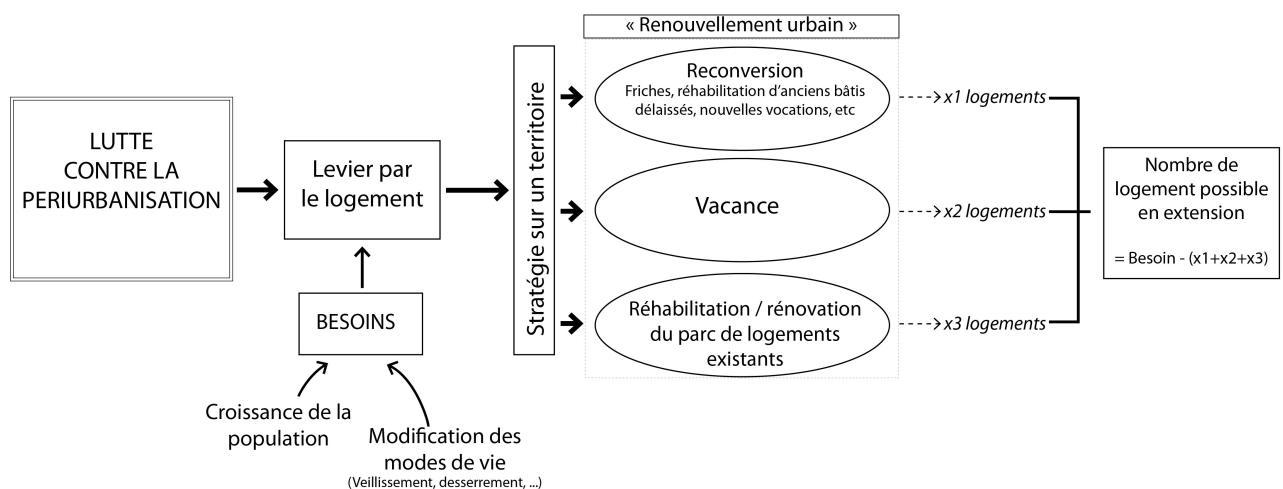 LUTTE
CONTRE LA
PERIURBANISATION
Levier par
le logement
BESOINS
Croissance de la
population
Modification des
modes de vie
(Veillissement, desserrement, ...)
Stratégie sur un territoire
« Renouvellement urbain »
Reconversion
Friches, réhabilitation d'anciens bâtis
délaissés, nouvelles vocations, etc
Vacance
Réhabilitation / rénovation
du parc de logements
existants
x1 logements
x2 logements
x3 logements
Nombre de
logement possible
en extension
= Besoin - (x1+x2+x3)